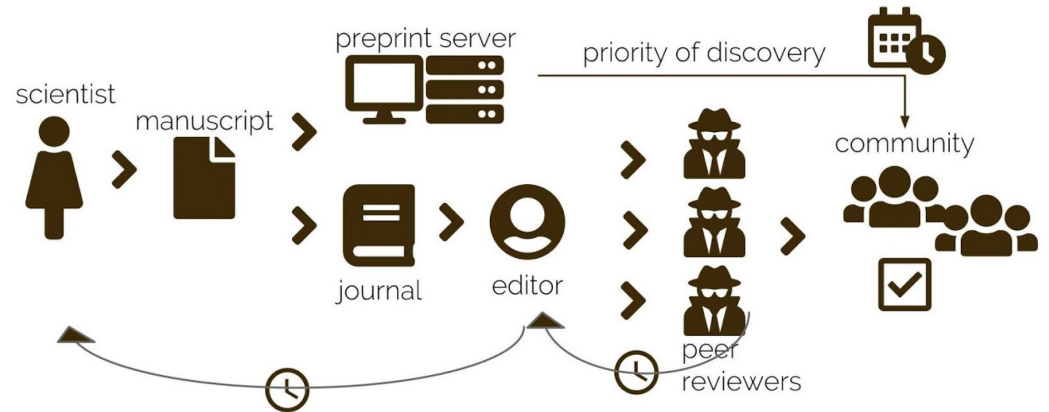 preprint server
priority of discovery
scientist
manuscript
community
journal
editor
peer
reviewers